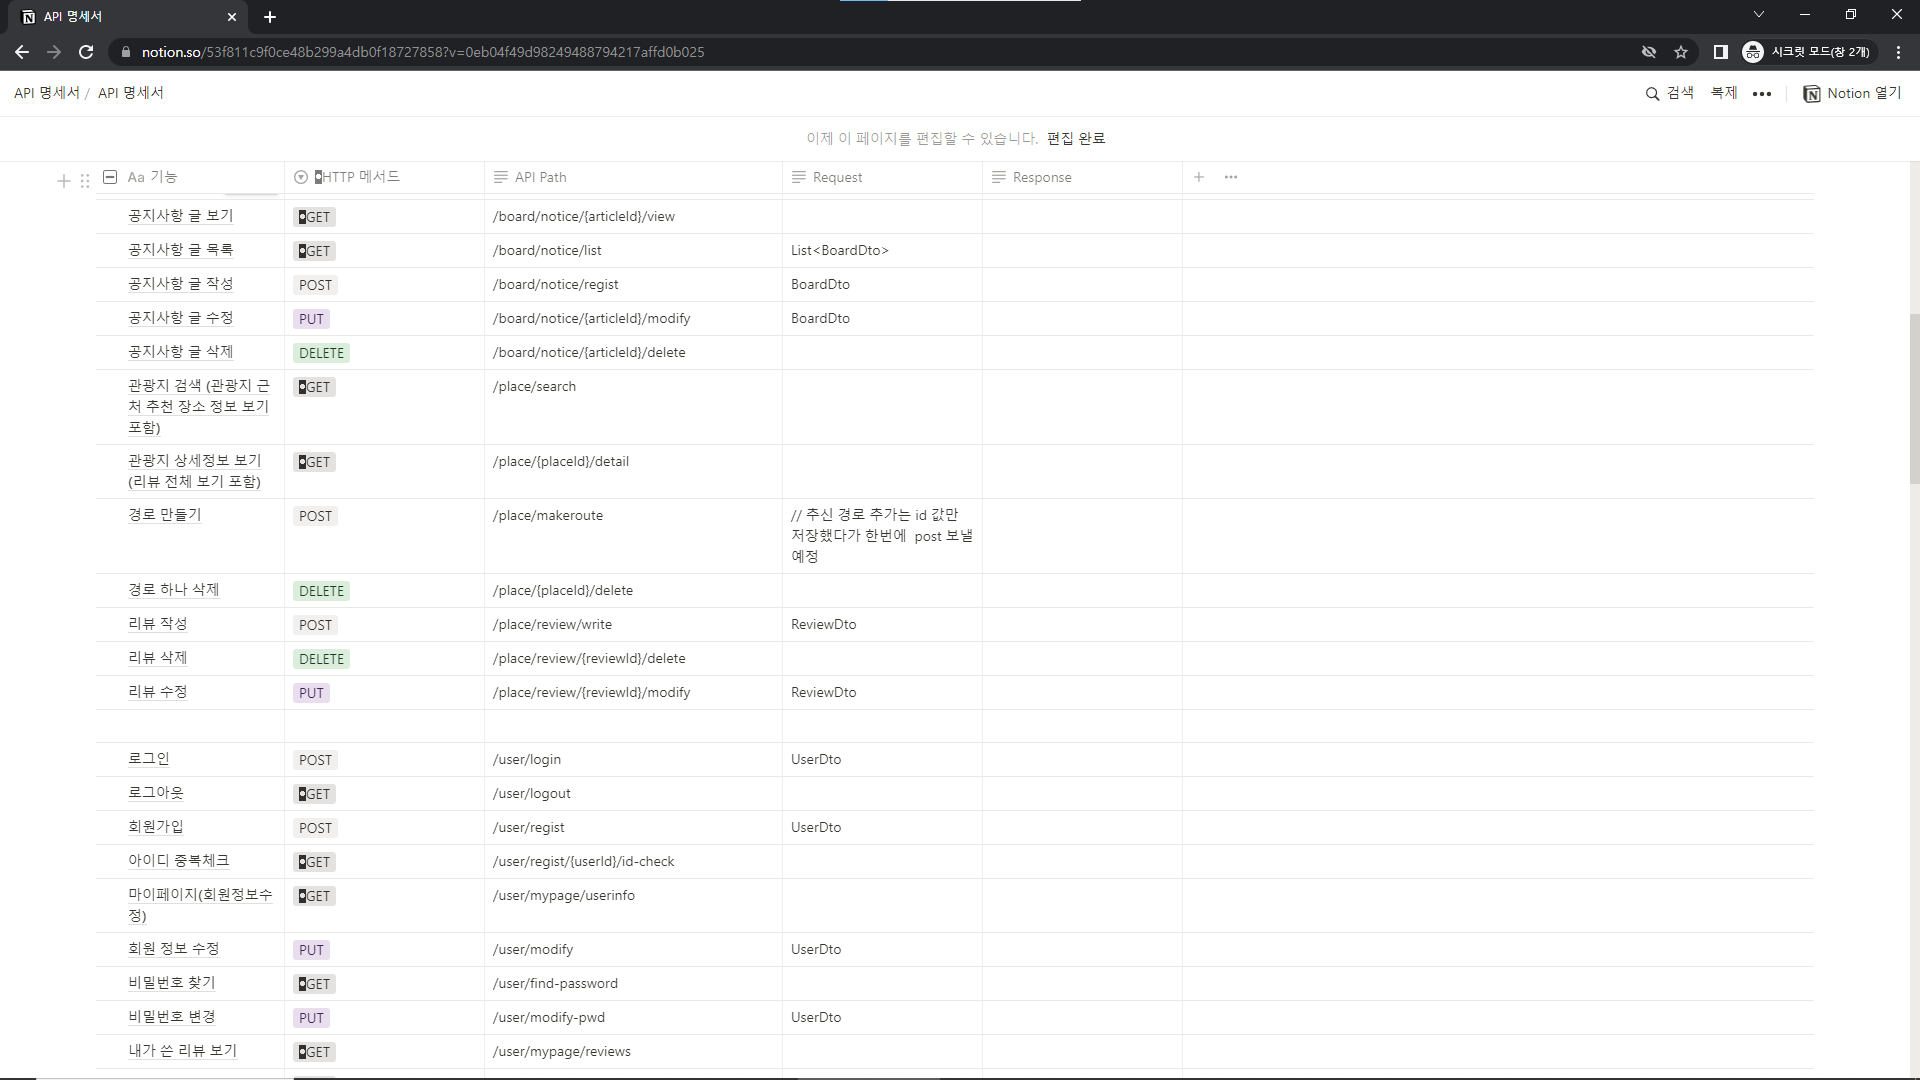 API 명세서
notion.so/53f811c9f0ce48b299a4db0f18727858?v=0eb04f49d98249488794217affd0b025
시크릿 모드(창 2개)
API 명세서 / API 명세서
검색 복제 ••• Notion 열기
이제 이 페이지를 편집할 수 있습니다. 편집 완료
Aa 기능 HTTP 메서드 API Path Request Response
공지사항 글 보기 GET /board/notice/{articleId}/view
공지사항 글 목록 GET /board/notice/list List<BoardDto>
공지사항 글 작성 POST /board/notice/regist BoardDto
공지사항 글 수정 PUT /board/notice/{articleId}/modify BoardDto
공지사항 글 삭제 DELETE /board/notice/{articleId}/delete
관광지 검색 (관광지 근 GET /place/search
처 추천 장소 정보 보기
포함)
관광지 상세정보 보기 GET /place/{placeId}/detail
(리뷰 전체 보기 포함)
경로 만들기 POST /place/makeroute // 추신 경로 추가는 id 값만
저장했다가 한번에 post 보낼
예정
경로 하나 삭제 DELETE /place/{placeId}/delete
리뷰 작성 POST /place/review/write ReviewDto
리뷰 삭제 DELETE /place/review/{reviewId}/delete
리뷰 수정 PUT /place/review/{reviewId}/modify ReviewDto
로그인 POST /user/login UserDto
로그아웃 GET /user/logout
회원가입 POST /user/regist UserDto
아이디 중복체크 GET /user/regist/{userId}/id-check
마이페이지(회원정보수 GET /user/mypage/userinfo
정)
회원 정보 수정 PUT /user/modify UserDto
비밀번호 찾기 GET /user/find-password
비밀번호 변경 PUT /user/modify-pwd UserDto
내가 쓴 리뷰 보기 GET /user/mypage/reviews